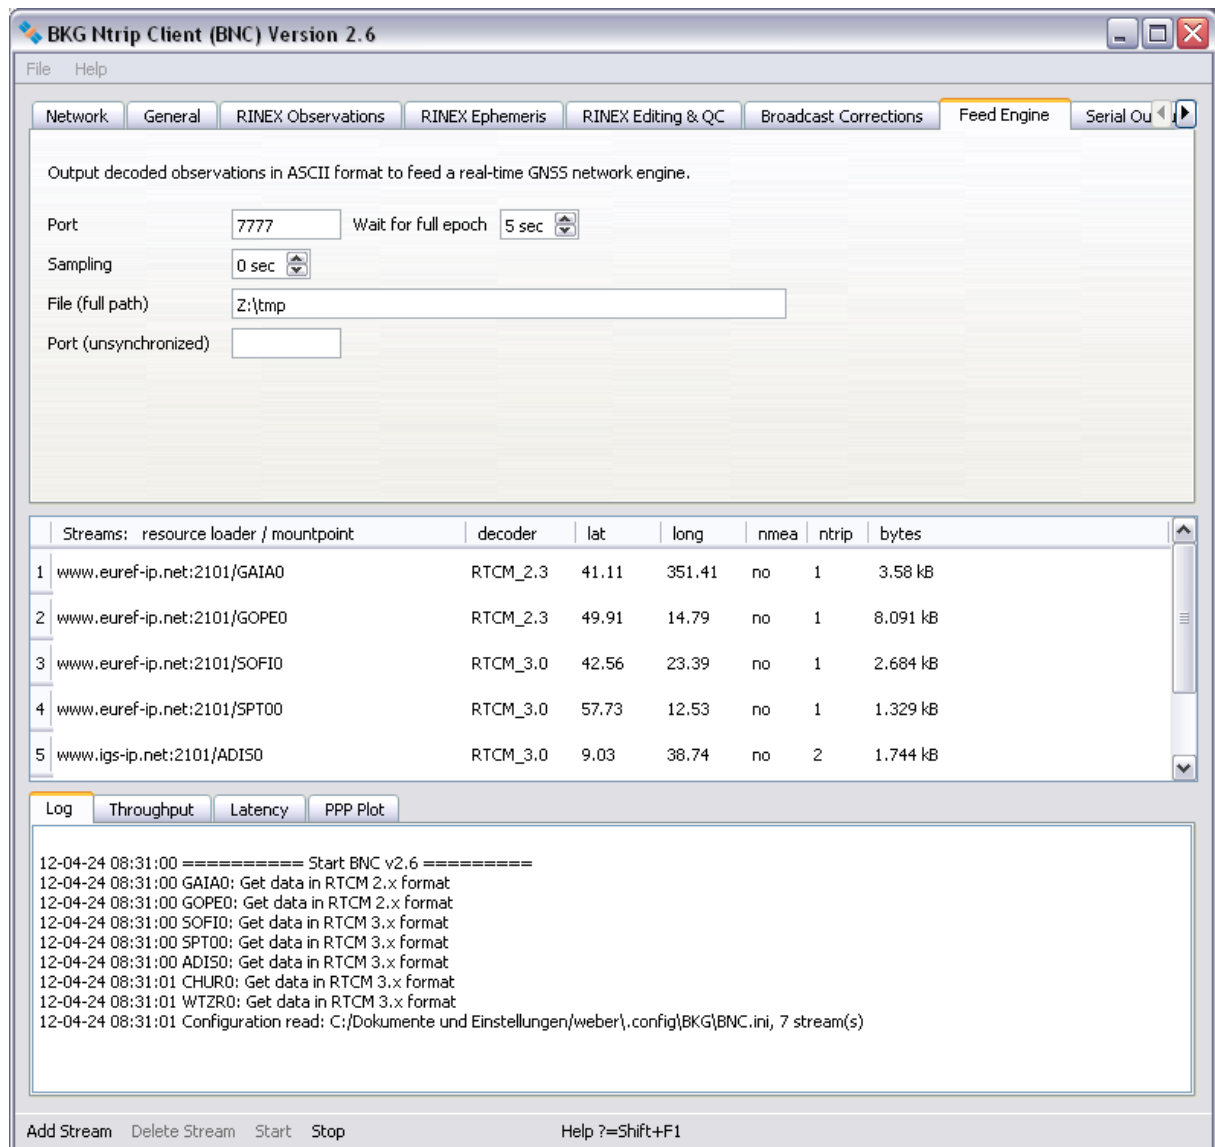 BKG Ntrip Client (BNC) Version 2.6
File Help
Network General RINEX Observations RINEX Ephemeris RINEX Editing & QC Broadcast Corrections Feed Engine Serial Ou
Output decoded observations in ASCII format to feed a real-time GNSS network engine.
Port 7777 Wait for full epoch 5 sec
Sampling 0 sec
File (full path) Z:\tmp
Port (unsynchronized)
Streams: resource loader / mountpoint decoder lat long nmea ntrip bytes
1 www.euref-ip.net:2101/GAIA0 RTCM_2.3 41.11 351.41 no 1 3.58 kB
2 www.euref-ip.net:2101/GOPE0 RTCM_2.3 49.91 14.79 no 1 8.091 kB
3 www.euref-ip.net:2101/SOFI0 RTCM_3.0 42.56 23.39 no 1 2.684 kB
4 www.euref-ip.net:2101/SPT00 RTCM_3.0 57.73 12.53 no 1 1.329 kB
5 www.igs-ip.net:2101/ADIS0 RTCM_3.0 9.03 38.74 no 2 1.744 kB
Log Throughput Latency PPP Plot
12-04-24 08:31:00 ========== Start BNC v2.6 =========
12-04-24 08:31:00 GAIA0: Get data in RTCM 2.x format
12-04-24 08:31:00 GOPE0: Get data in RTCM 2.x format
12-04-24 08:31:00 SOFI0: Get data in RTCM 3.x format
12-04-24 08:31:00 SPT00: Get data in RTCM 3.x format
12-04-24 08:31:00 ADIS0: Get data in RTCM 3.x format
12-04-24 08:31:01 CHUR0: Get data in RTCM 3.x format
12-04-24 08:31:01 WTZR0: Get data in RTCM 3.x format
12-04-24 08:31:01 Configuration read: C:/Dokumente und Einstellungen/weber\.config\BKG\BNC.ini, 7 stream(s)
Add Stream Delete Stream Start Stop Help ?=Shift+F1